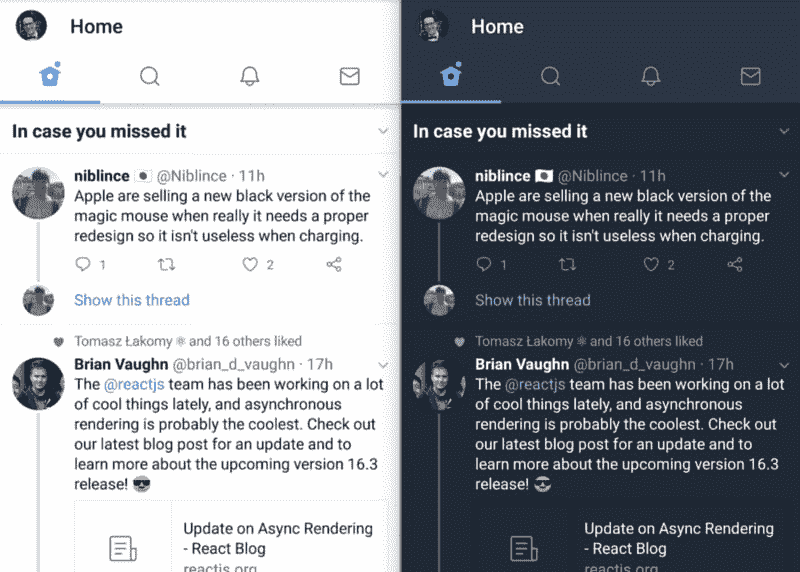 Home
In case you missed it
niblince 🇯🇵 @Niblince · 11h
Apple are selling a new black version of the
magic mouse when really it needs a proper
redesign so it isn't useless when charging.
1 2
Show this thread
Tomasz Łakomy ⚛ and 16 others liked
Brian Vaughn @brian_d_vaughn · 17h
The @reactjs team has been working on a lot
of cool things lately, and asynchronous
rendering is probably the coolest. Check out
our latest blog post for an update and to
learn more about the upcoming version 16.3
release! 😎
Update on Async Rendering
- React Blog
reactjs.org
Home
In case you missed it
niblince 🇯🇵 @Niblince · 11h
Apple are selling a new black version of the
magic mouse when really it needs a proper
redesign so it isn't useless when charging.
1 2
Show this thread
Tomasz Łakomy ⚛ and 16 others liked
Brian Vaughn @brian_d_vaughn · 17h
The @reactjs team has been working on a lot
of cool things lately, and asynchronous
rendering is probably the coolest. Check out
our latest blog post for an update and to
learn more about the upcoming version 16.3
release! 😎
Update on Async Rendering
- React Blog
reactjs.org